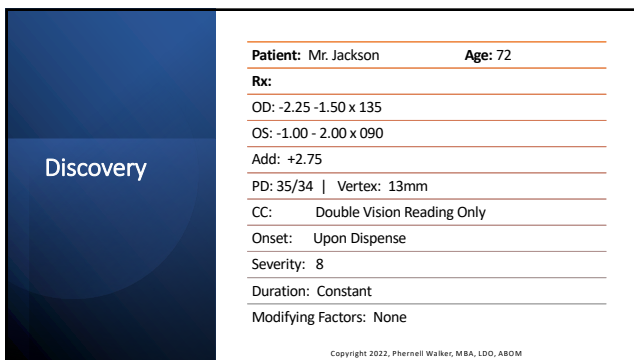 Discovery
Patient: Mr. Jackson Age: 72
Rx:
OD: -2.25 -1.50 x 135
OS: -1.00 - 2.00 x 090
Add: +2.75
PD: 35/34 | Vertex: 13mm
CC: Double Vision Reading Only
Onset: Upon Dispense
Severity: 8
Duration: Constant
Modifying Factors: None
Copyright 2022, Phernell Walker, MBA, LDO, ABOM